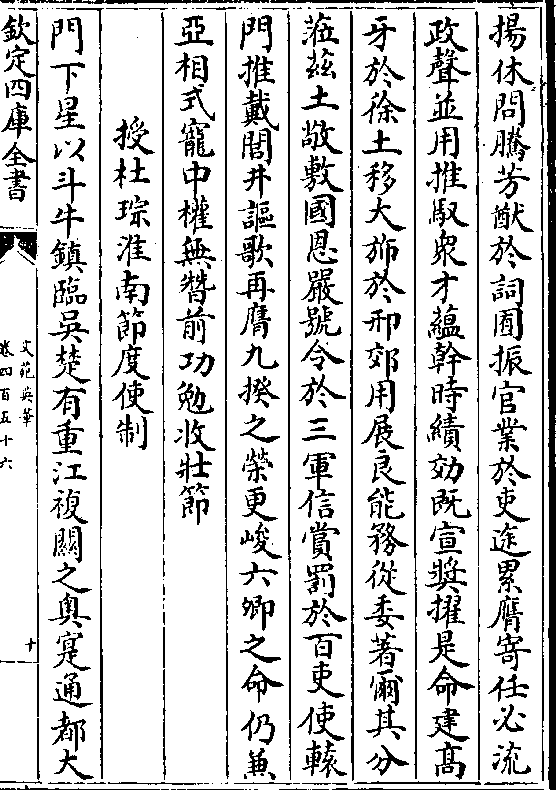 揚休問騰芳猷於詞囿振官業於吏途累膺寄任必流
政聲並用推馭衆才蘊幹時績効既宣奬擢是命建髙
牙於徐土移大斾於邢郊用展良能務從委著爾其分
蒞兹土敬敷國恩嚴號令於三軍信賞罰於百吏使轅
門推戴閭井謳歌再膺九揆之榮更峻六卿之命仍兼
亞相式寵中權無替前功勉收壯節
授杜琮淮南節度使制
門下星以斗牛鎮臨吳楚有重江複關之奥寔通都大
欽定四庫全書
文苑英華
卷四百五十六
十